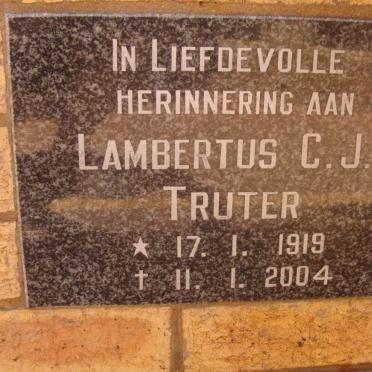 IN LIEFDEVOLLE
HERINNERING AAN
LAMBERTUS C.J.
TRUTER
★ 17. 1. 1919
† 11. 1. 2004